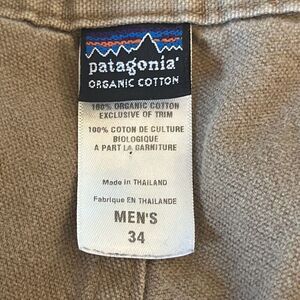 patagonia®
ORGANIC COTTON
100% ORGANIC COTTON
EXCLUSIVE OF TRIM
100% COTON DE CULTURE
BIOLOGIQUE
A PART LA GARNITURE
Made in THAILAND
Fabrique EN THAILANDE
MEN'S
34